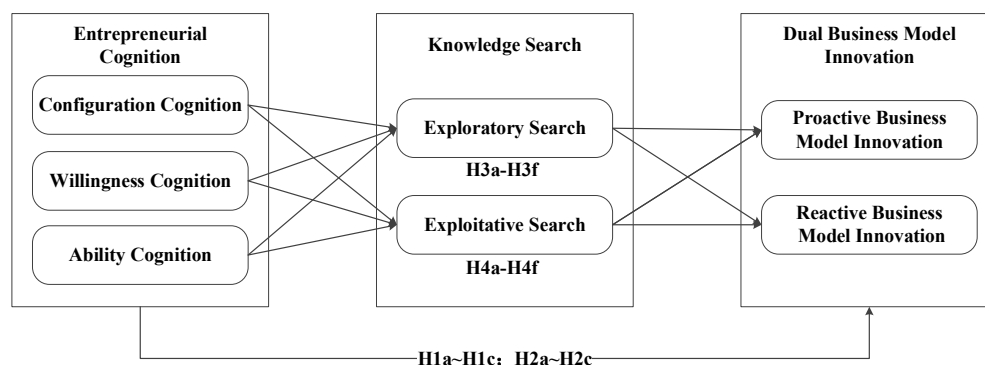 Entrepreneurial
Cognition
Configuration Cognition
Willingness Cognition
Ability Cognition
Knowledge Search
Exploratory Search
H3a-H3f
Exploitative Search
H4a-H4f
Dual Business Model
Innovation
Proactive Business
Model Innovation
Reactive Business
Model Innovation
H1a~H1c；H2a~H2c